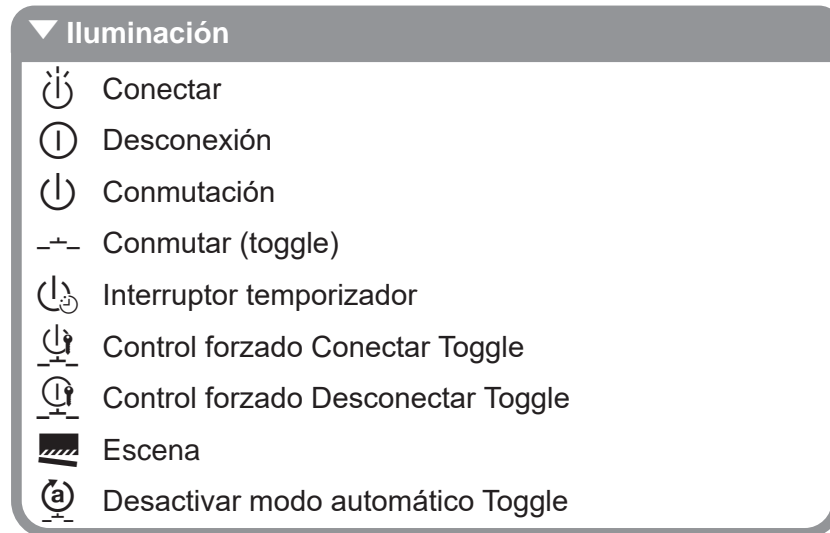 Iluminación
Conectar
Desconexión
Conmutación
Conmutar (toggle)
Interruptor temporizador
Control forzado Conectar Toggle
Control forzado Desconectar Toggle
Escena
a Desactivar modo automático Toggle